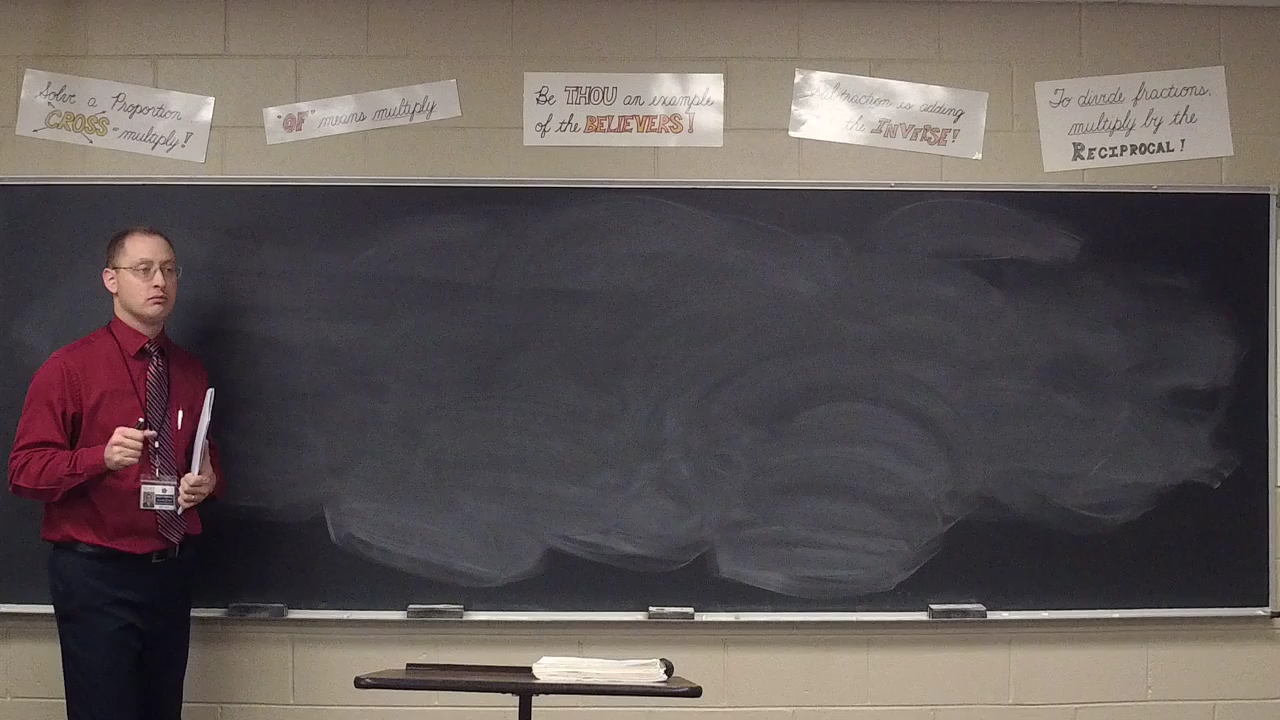 Solve a Proportion,
CROSS-multiply!
"OF" means multiply
Be THOU an example
of the BELIEVERS!
Subtraction is adding
the INVERSE!
To divide fractions,
multiply by the
RECIPROCAL!